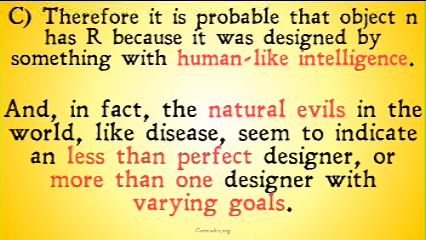 C) Therefore it is probable that object n
has R because it was designed by
something with human-like intelligence.
And, in fact, the natural evils in the
world, like disease, seem to indicate
an less than perfect designer, or
more than one designer with
varying goals.